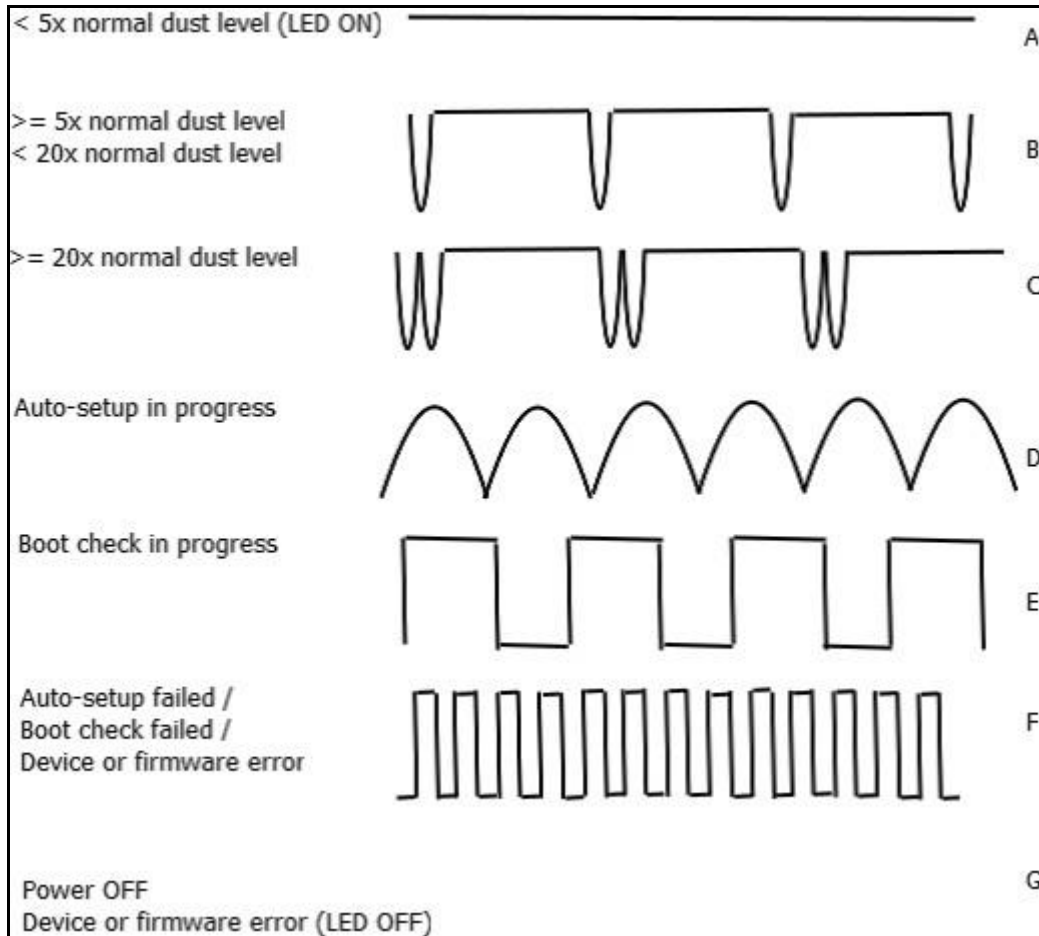 < 5x normal dust level (LED ON)
A
>= 5x normal dust level
< 20x normal dust level
B
>= 20x normal dust level
C
Auto-setup in progress
D
Boot check in progress
E
Auto-setup failed /
Boot check failed /
Device or firmware error
F
G
Power OFF
Device or firmware error (LED OFF)